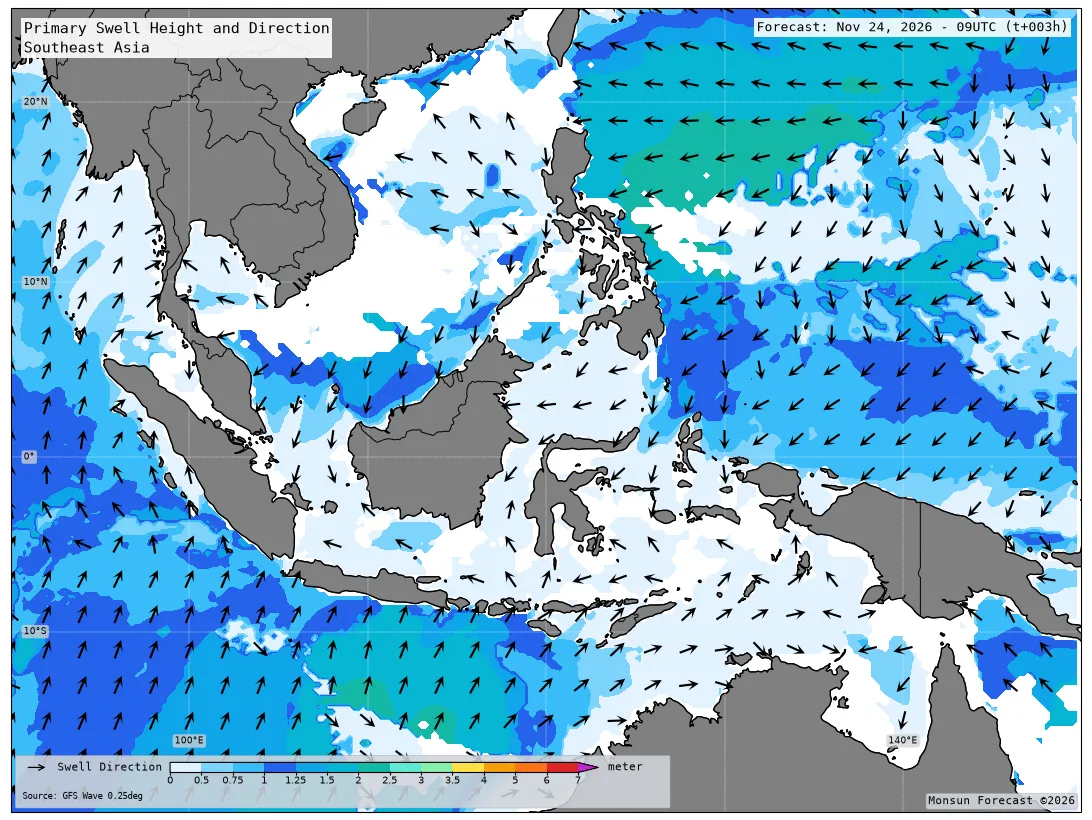 Primary Swell Height and Direction
Southeast Asia
Forecast: Nov 24, 2026 - 09UTC (t+003h)
20°N
10°N
0°
10°S
100°E
140°E
Swell Direction
meter
0 0.5 0.75 1 1.25 1.5 2 2.5 3 3.5 4 5 6 7
Source: GFS Wave 0.25deg
Monsun Forecast ©2026